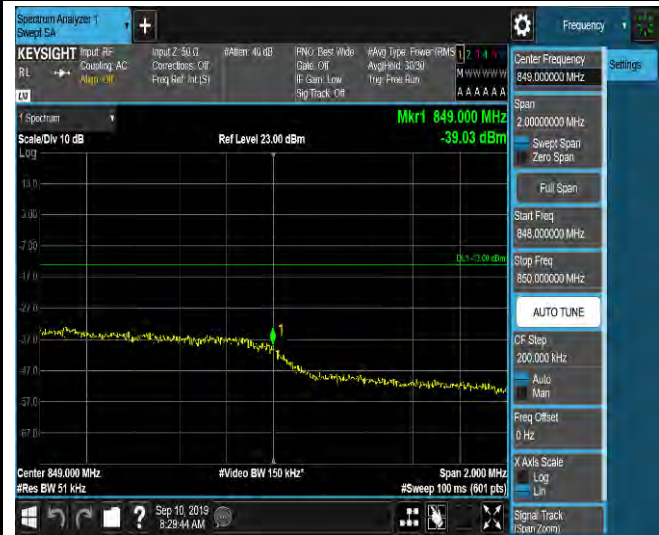 Spectrum Analyzer 1
Swept SA
+
Frequency
KEYSIGHT
RL
Input: RF
Coupling: AC
Align: Off
Input Z: 50 Ω
Corrections: Off
Freq Ref: Int (S)
#Atten: 40 dB
PNO: Best Wide
Gate: Off
IF Gain: Low
Sig Track: Off
#Avg Type: Power (RMS
Avg|Hold: 30/30
Trig: Free Run
M W W W W W
A A A A A A
LW
1 Spectrum
Scale/Div 10 dB
Log
Ref Level 23.00 dBm
Mkr1 849.000 MHz
-39.03 dBm
13.0
3.00
-7.00
-17.0
-27.0
-37.0
-47.0
-57.0
-67.0
DL1 -13.00 dBm
1
Center 849.000 MHz
#Res BW 51 kHz
#Video BW 150 kHz*
Span 2.000 MHz
#Sweep 100 ms (601 pts)
Sep 10, 2019
8:29:44 AM
?
Settings
Center Frequency
849.000000 MHz
Span
2.00000000 MHz
Swept Span
Zero Span
Full Span
Start Freq
848.000000 MHz
Stop Freq
850.000000 MHz
AUTO TUNE
CF Step
200.000 kHz
Auto
Man
Freq Offset
0 Hz
X Axis Scale
Log
Lin
Signal Track
(Span Zoom)